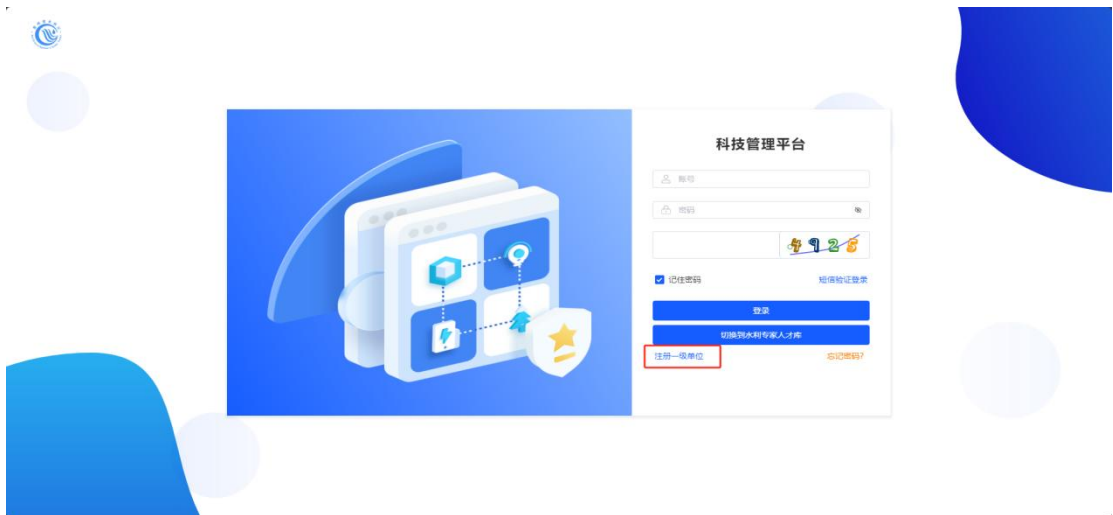 科技管理平台
账号
密码
4925
记住密码 短信验证登录
登录
切换到水利专家人才库
注册一级单位 忘记密码?